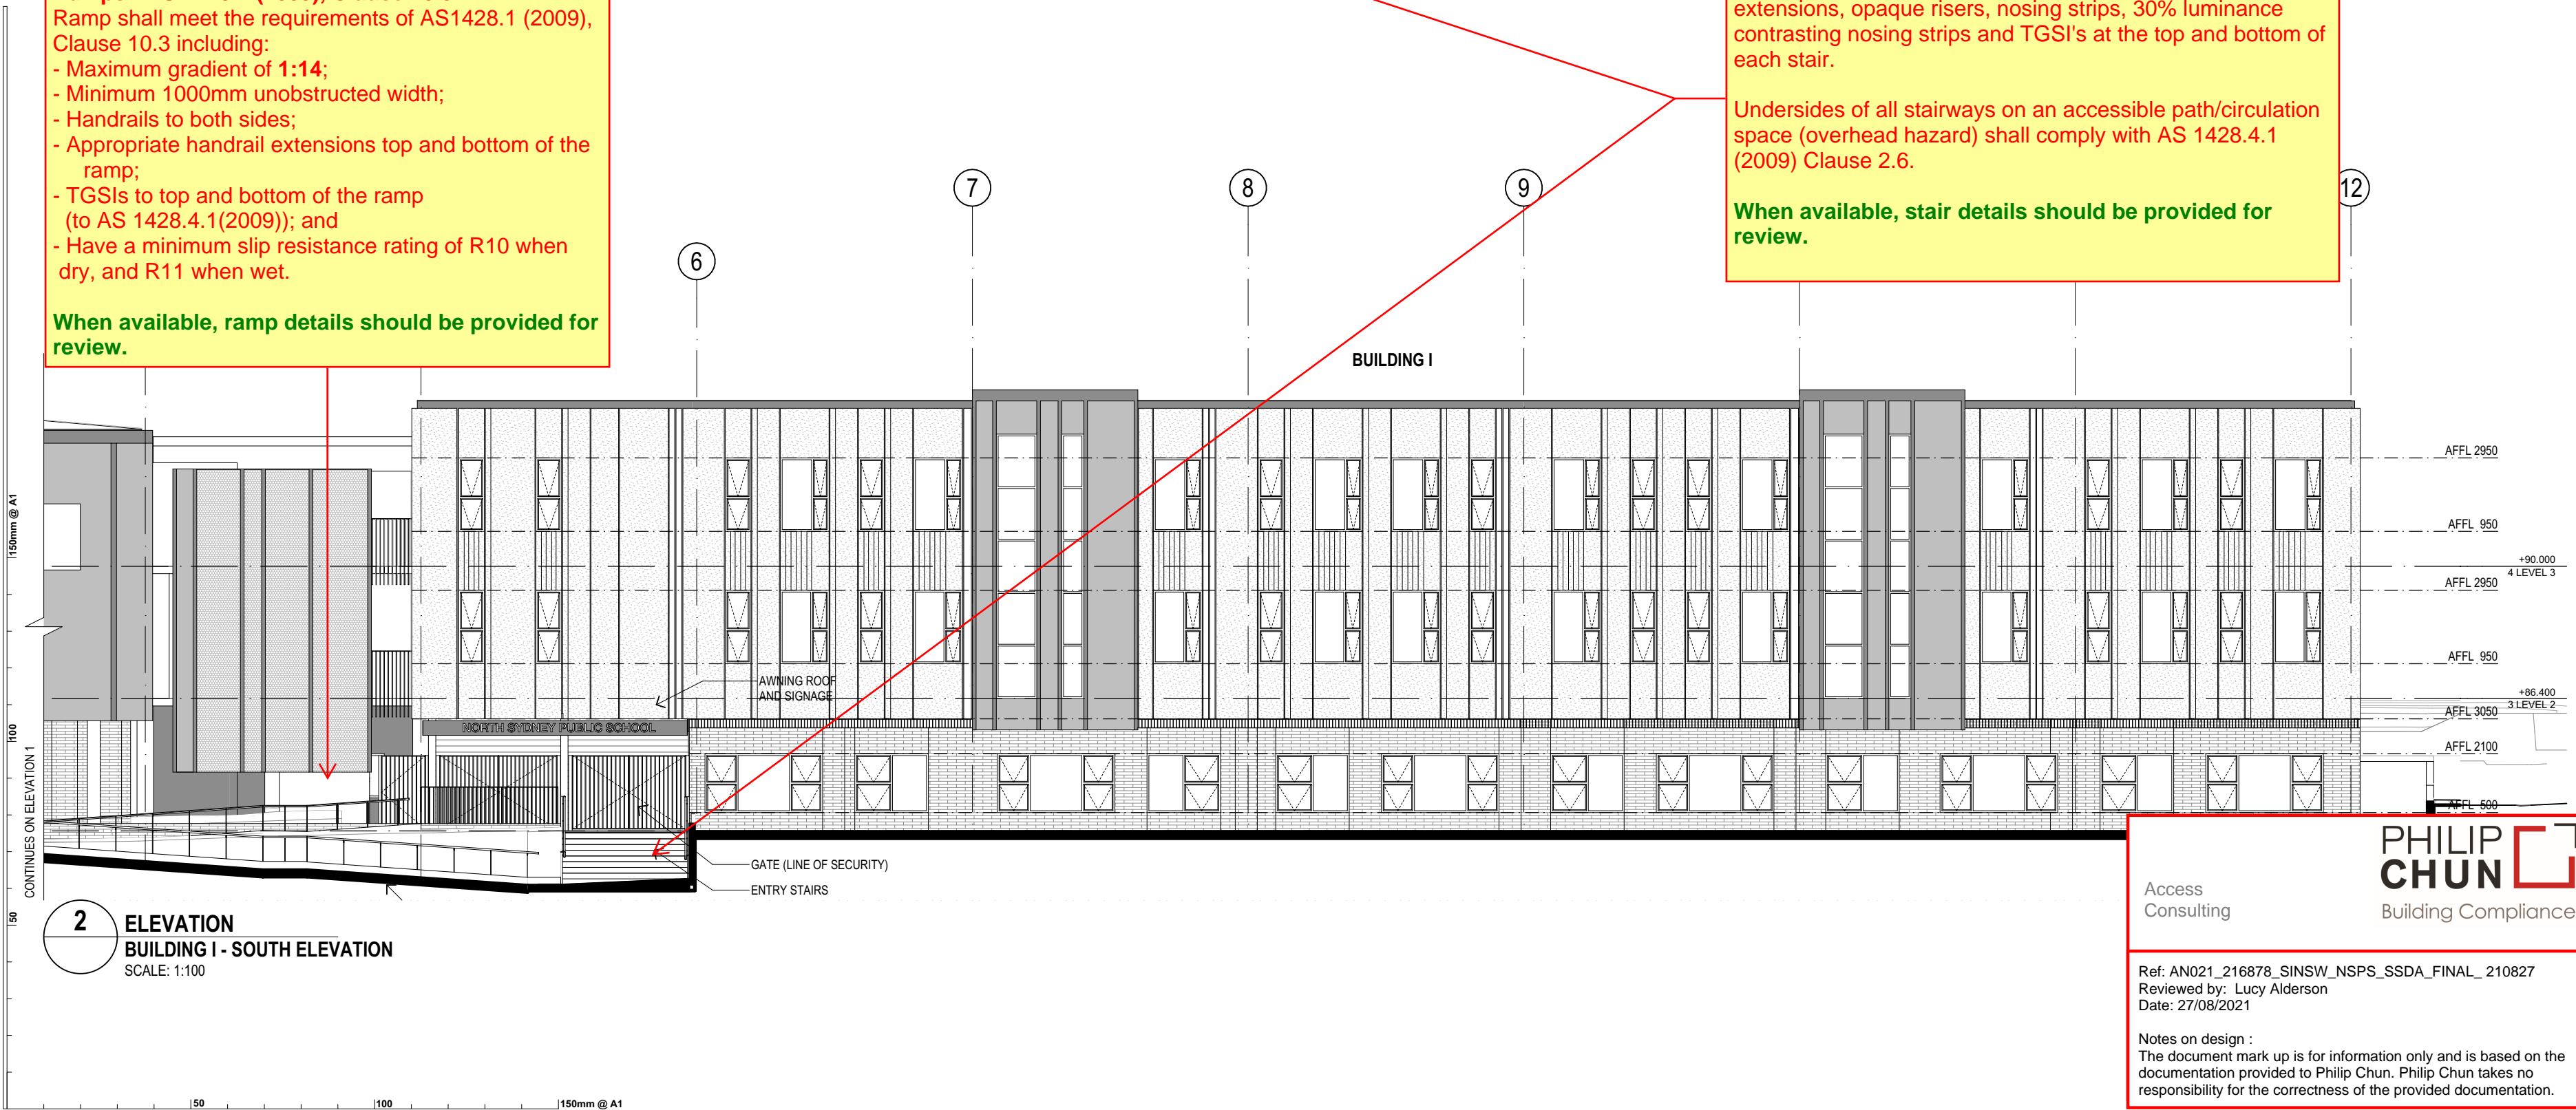 Ramp shall meet the requirements of AS1428.1 (2009),
Clause 10.3 including:
- Maximum gradient of 1:14;
- Minimum 1000mm unobstructed width;
- Handrails to both sides;
- Appropriate handrail extensions top and bottom of the
ramp;
- TGSIs to top and bottom of the ramp
(to AS 1428.4.1(2009)); and
- Have a minimum slip resistance rating of R10 when
dry, and R11 when wet.
When available, ramp details should be provided for
review.
extensions, opaque risers, nosing strips, 30% luminance
contrasting nosing strips and TGSI's at the top and bottom of
each stair.
Undersides of all stairways on an accessible path/circulation
space (overhead hazard) shall comply with AS 1428.4.1
(2009) Clause 2.6.
When available, stair details should be provided for
review.
6
7
8
9
12
BUILDING I
AFFL 2950
AFFL 950
+90.000
4 LEVEL 3
AFFL 2950
AFFL 950
+86.400
3 LEVEL 2
AFFL 3050
AFFL 2100
AFFL 500
AWNING ROOF
AND SIGNAGE
NORTH SYDNEY PUBLIC SCHOOL
GATE (LINE OF SECURITY)
ENTRY STAIRS
CONTINUES ON ELEVATION 1
150mm @ A1
100
50
2
ELEVATION
BUILDING I - SOUTH ELEVATION
SCALE: 1:100
50
100
150mm @ A1
Access
Consulting
PHILIP
CHUN
Building Compliance
Ref: AN021_216878_SINSW_NSPS_SSDA_FINAL_ 210827
Reviewed by: Lucy Alderson
Date: 27/08/2021
Notes on design :
The document mark up is for information only and is based on the
documentation provided to Philip Chun. Philip Chun takes no
responsibility for the correctness of the provided documentation.